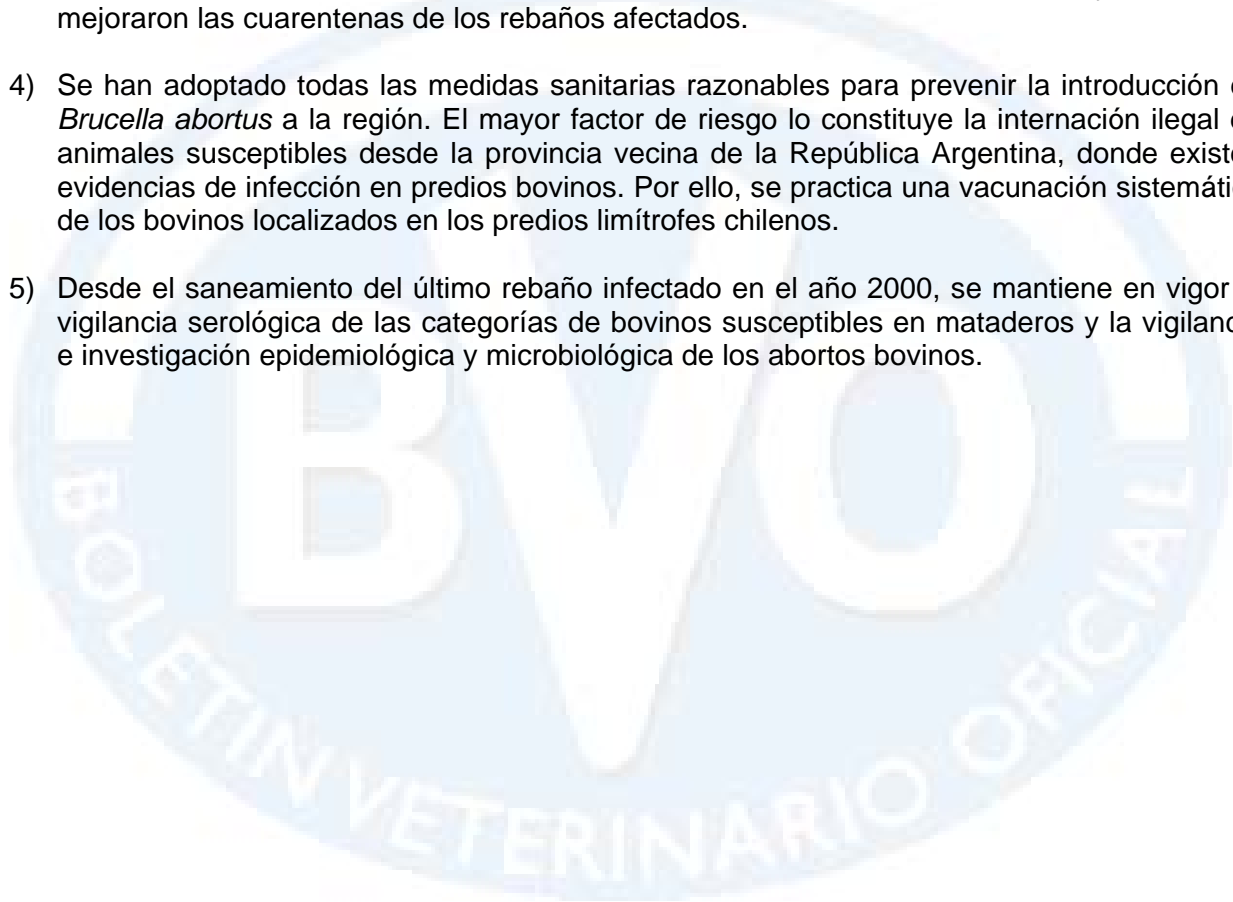 mejoraron las cuarentenas de los rebaños afectados.
4) Se han adoptado todas las medidas sanitarias razonables para prevenir la introducción
Brucella abortus a la región. El mayor factor de riesgo lo constituye la internación ilegal
animales susceptibles desde la provincia vecina de la República Argentina, donde
evidencias de infección en predios bovinos. Por ello, se practica una vacunación
de los bovinos localizados en los predios limítrofes chilenos.
5) Desde el saneamiento del último rebaño infectado en el año 2000, se mantiene en vigor
vigilancia serológica de las categorías de bovinos susceptibles en mataderos y la
e investigación epidemiológica y microbiológica de los abortos bovinos.
BVO
BOLETIN VETERINARIO OFICIAL